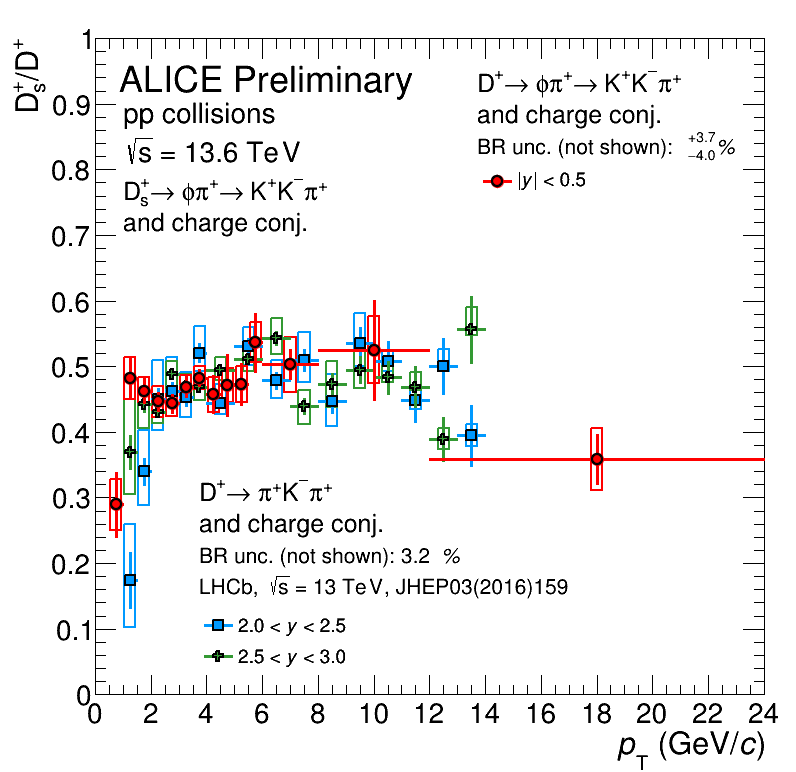 D⁺ₛ/D⁺
1
0.9
0.8
0.7
0.6
0.5
0.4
0.3
0.2
0.1
0
ALICE Preliminary
pp collisions
√s = 13.6 TeV
D⁺ₛ→ ϕπ⁺→ K⁺K⁻π⁺
and charge conj.
D⁺→ ϕπ⁺→ K⁺K⁻π⁺
and charge conj.
BR unc. (not shown): +3.7 −4.0 %
|y| < 0.5
D⁺→ π⁺K⁻π⁺
and charge conj.
BR unc. (not shown): 3.2 %
LHCb, √s = 13 TeV, JHEP03(2016)159
2.0 < y < 2.5
2.5 < y < 3.0
0 2 4 6 8 10 12 14 16 18 20 22 24
p_T (GeV/c)